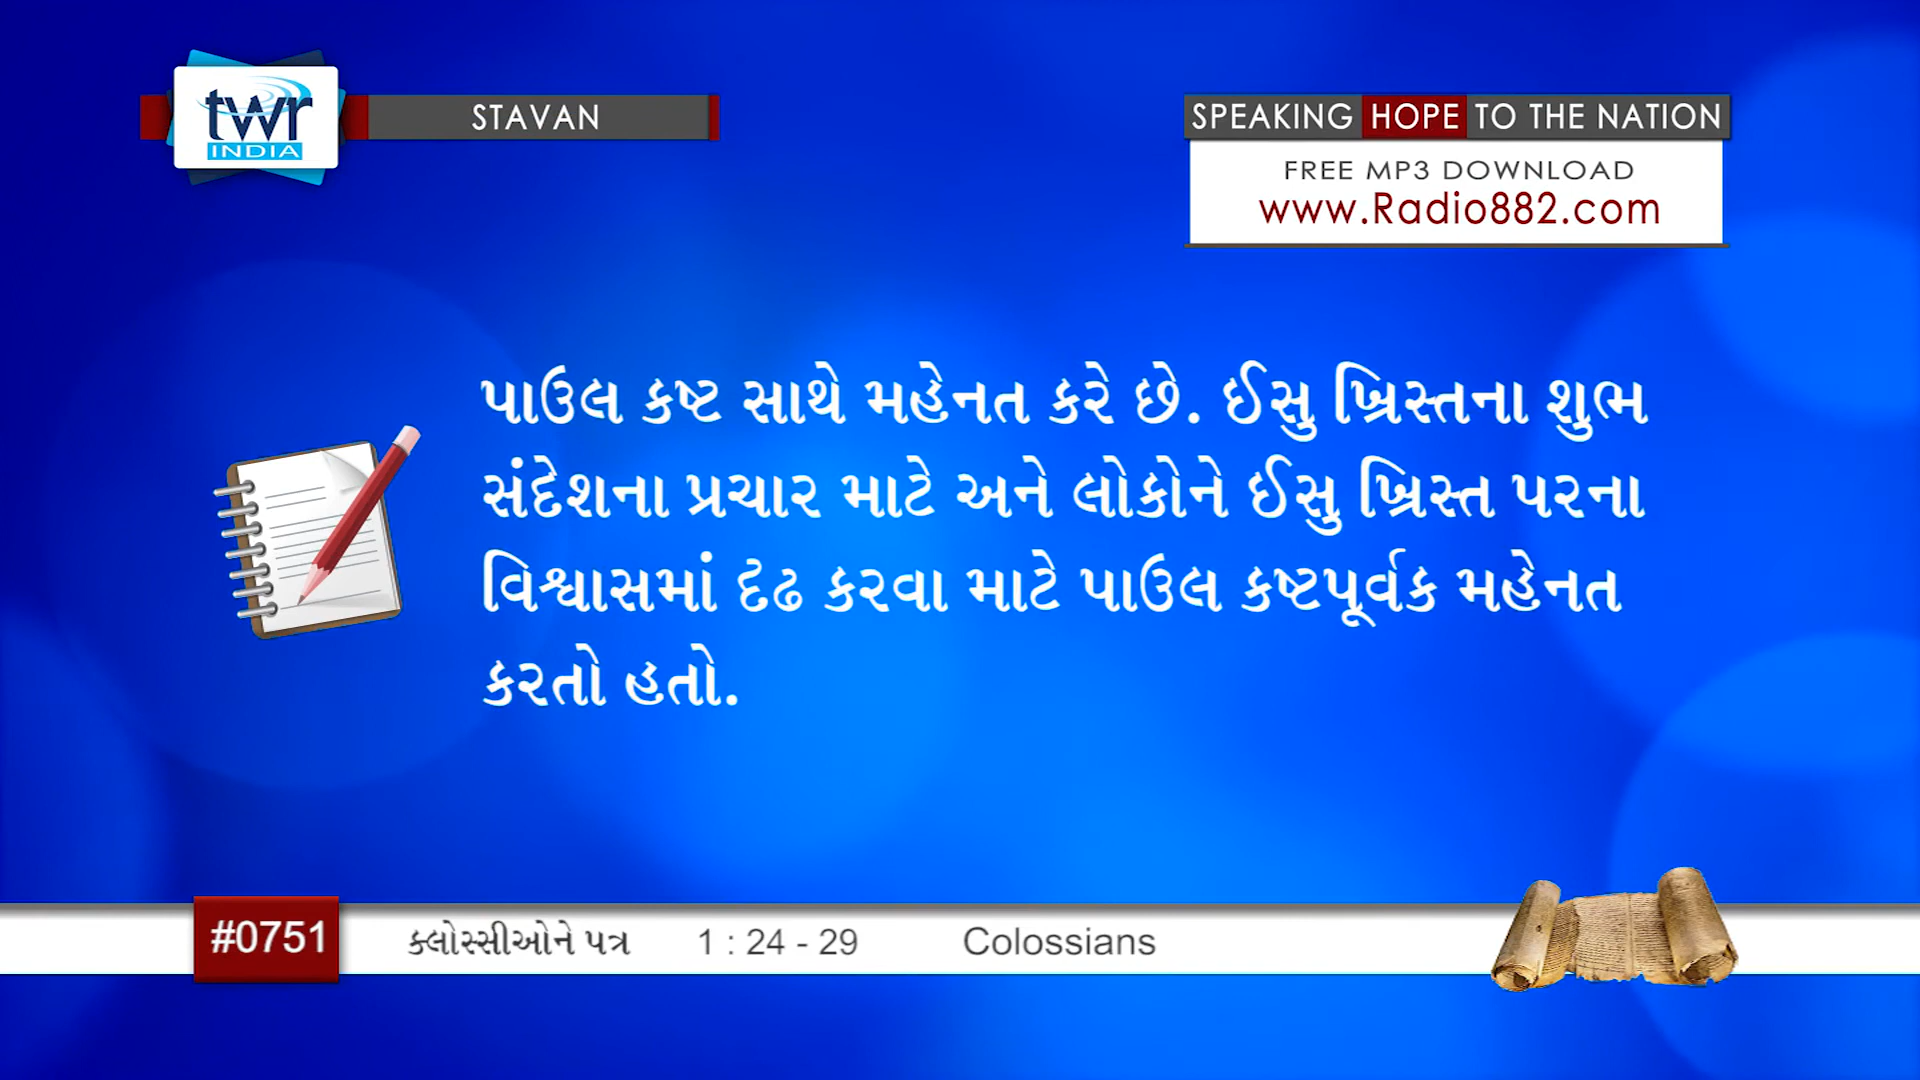 twr
INDIA
STAVAN
SPEAKING HOPE TO THE NATION
FREE MP3 DOWNLOAD
www.Radio882.com
પાઉલ કષ્ટ સાથે મહેનત કરે છે. ઈસુ ખ્રિસ્તના શુભ
સંદેશના પ્રચાર માટે અને લોકોને ઈસુ ખ્રિસ્ત પરના
વિશ્વાસમાં દૃઢ કરવા માટે પાઉલ કષ્ટપૂર્વક મહેનત
કરતો હતો.
#0751 ક્લોસ્સીઓને પત્ર 1 : 24 - 29 Colossians